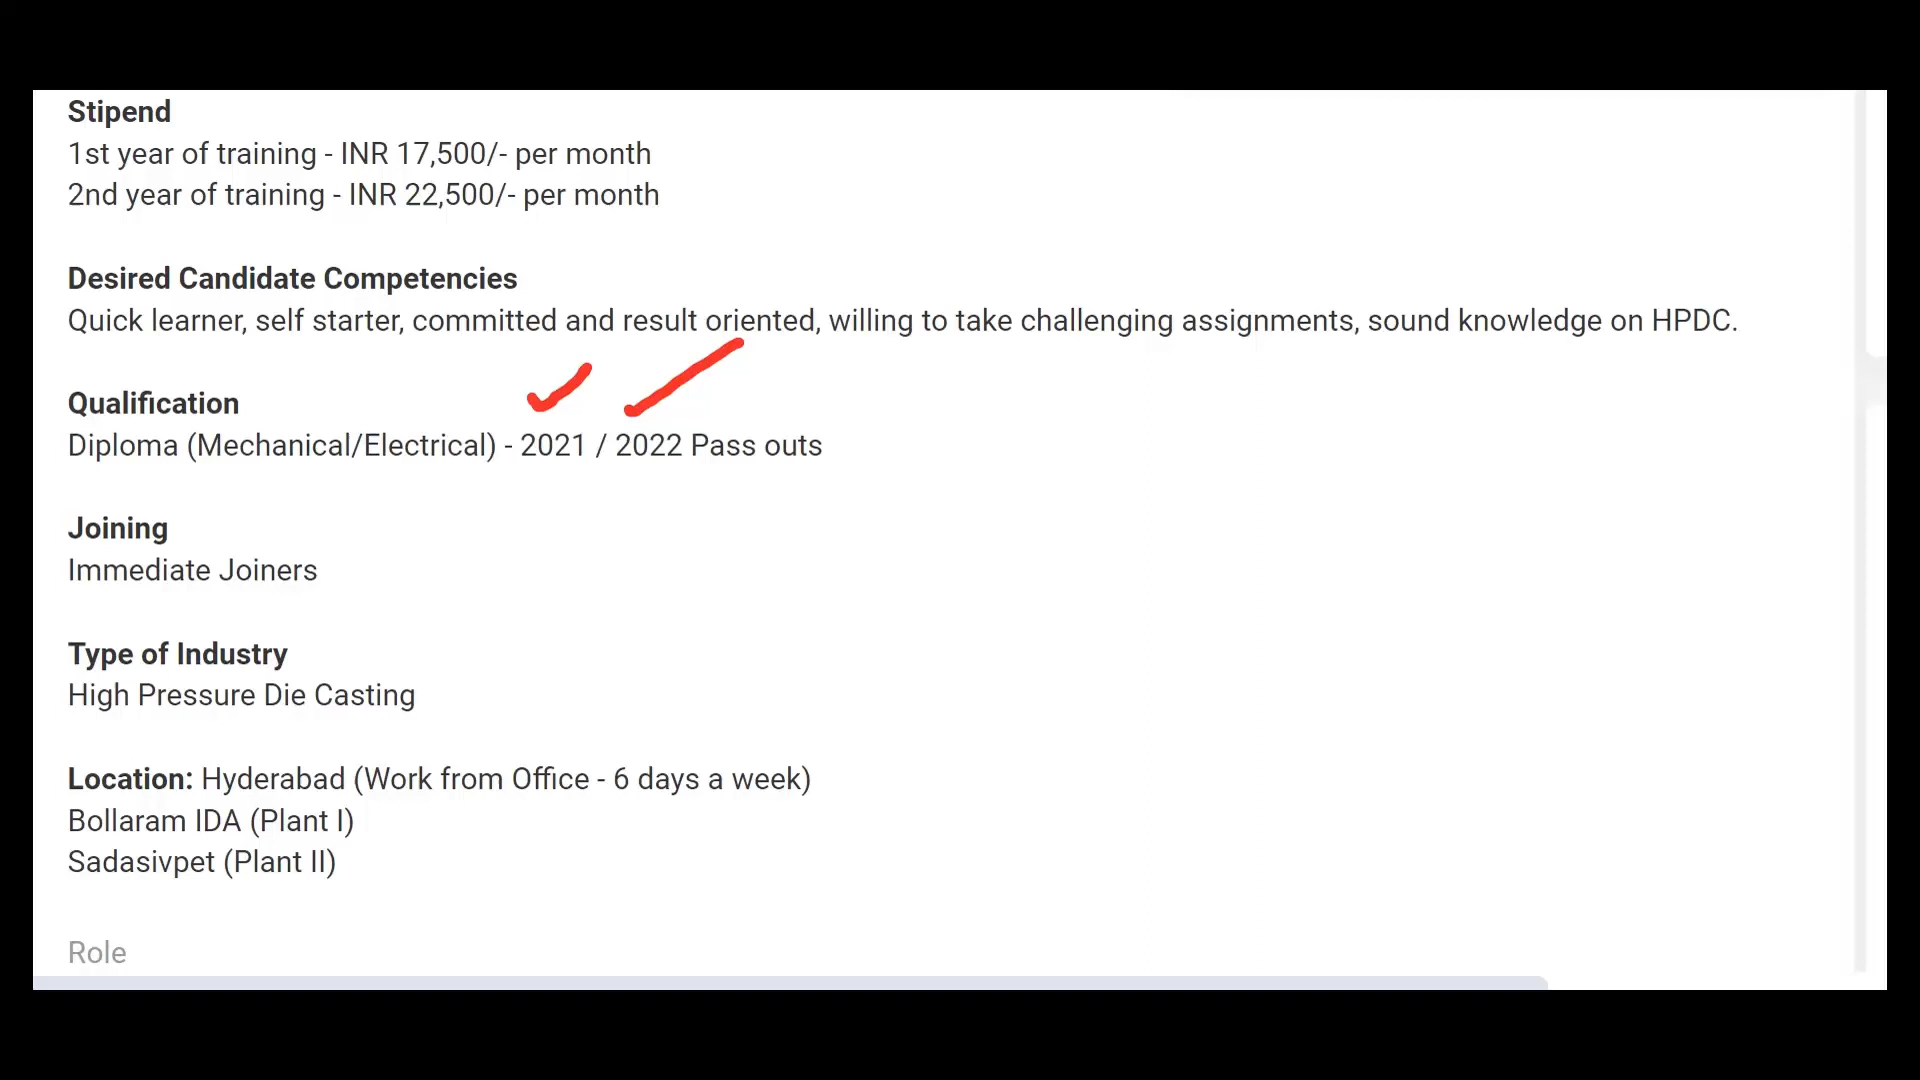 Stipend
1st year of training - INR 17,500/- per month
2nd year of training - INR 22,500/- per month
Desired Candidate Competencies
Quick learner, self starter, committed and result oriented, willing to take challenging assignments, sound knowledge on HPDC.
Qualification
Diploma (Mechanical/Electrical) - 2021 / 2022 Pass outs
Joining
Immediate Joiners
Type of Industry
High Pressure Die Casting
Location: Hyderabad (Work from Office - 6 days a week)
Bollaram IDA (Plant I)
Sadasivpet (Plant II)
Role